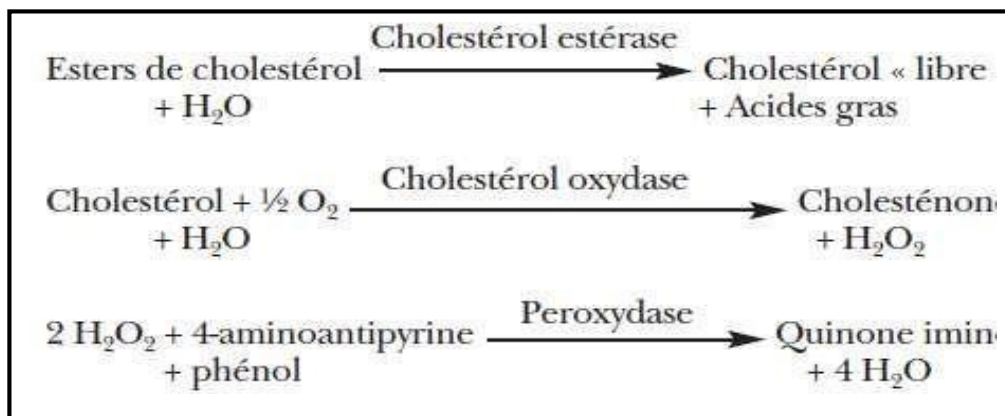 Cholestérol estérase
Esters de cholestérol Cholestérol « libre
+ H₂O + Acides gras
Cholestérol oxydase
Cholestérol + ½ O₂ Cholesténon
+ H₂O + H₂O₂
Peroxydase
2 H₂O₂ + 4-aminoantipyrine Quinone imin
+ phénol + 4 H₂O